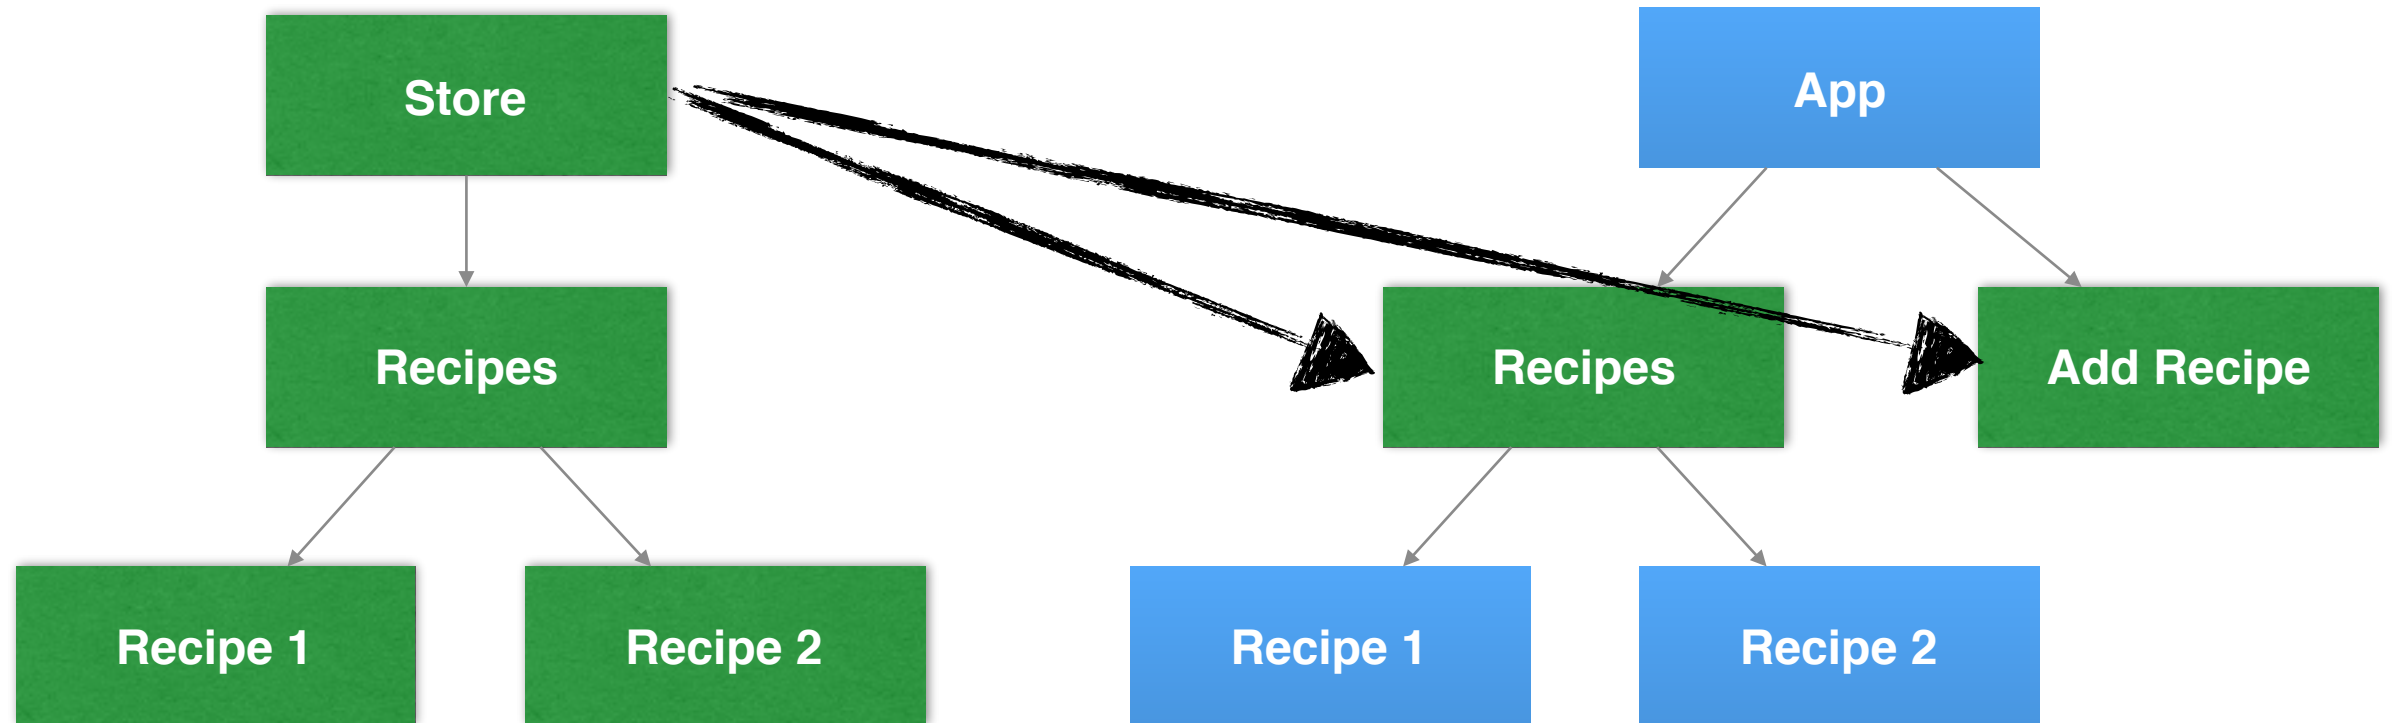 Store
App
Recipes
Recipes
Add Recipe
Recipe 1
Recipe 2
Recipe 1
Recipe 2